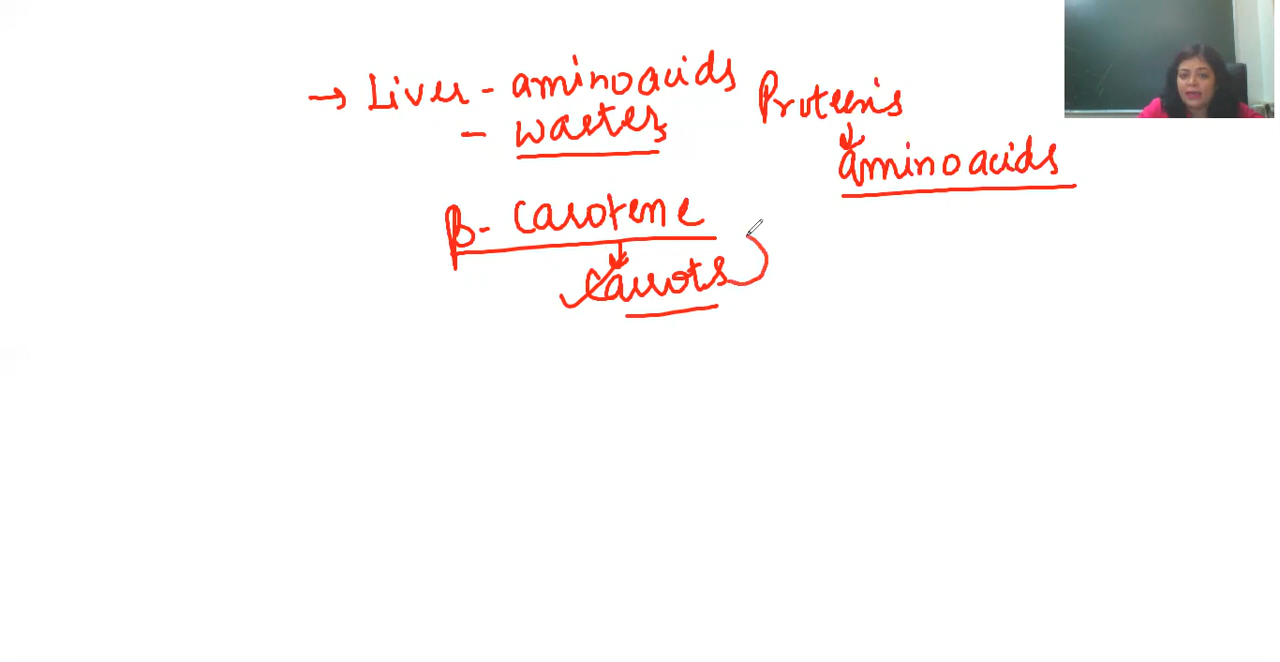 → Liver - aminoacids
- wastes
Proteins
↓
aminoacids
β- carotene
↓
Carrots